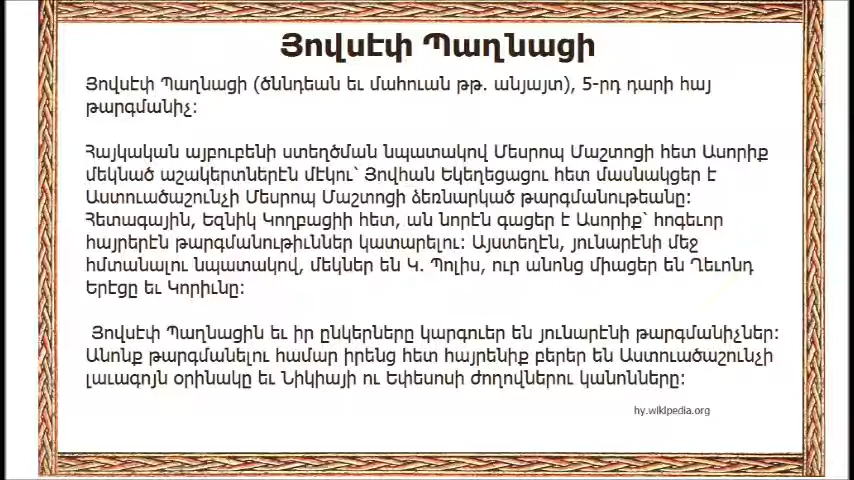 Յովսէփ Պաղնացի
Յովսէփ Պաղնացի (ծննդեան եւ մահուան թթ. անյայտ), 5-րդ դարի հայ
թարգմանիչ:
Հայկական այբուբենի ստեղծման նպատակով Մեսրոպ Մաշտոցի հետ Ասորիք
մեկնած աշակերտներէն մէկու՝ Յովհան Եկեղեցացու հետ մասնակցեր է
Աստուածաշունչի Մեսրոպ Մաշտոցի ձեռնարկած թարգմանութեանը:
Հետագային, Եզնիկ Կողբացիի հետ, ան նորէն գացեր է Ասորիք՝ հոգեւոր
հայրերէն թարգմանութիւններ կատարելու: Այստեղէն, յունարէնի մեջ
հմտանալու նպատակով, մեկներ են Կ. Պոլիս, ուր անոնց միացեր են Ղեւոնդ
Երէցը եւ Կորիւնը:
Յովսէփ Պաղնացին եւ իր ընկերները կարգուեր են յունարէնի թարգմանիչներ:
Անոնք թարգմանելու համար իրենց հետ հայրենիք բերեր են Աստուածաշունչի
լաւագոյն օրինակը եւ Նիկիայի ու Եփեսոսի ժողովներու կանոնները:
hy.wikipedia.org